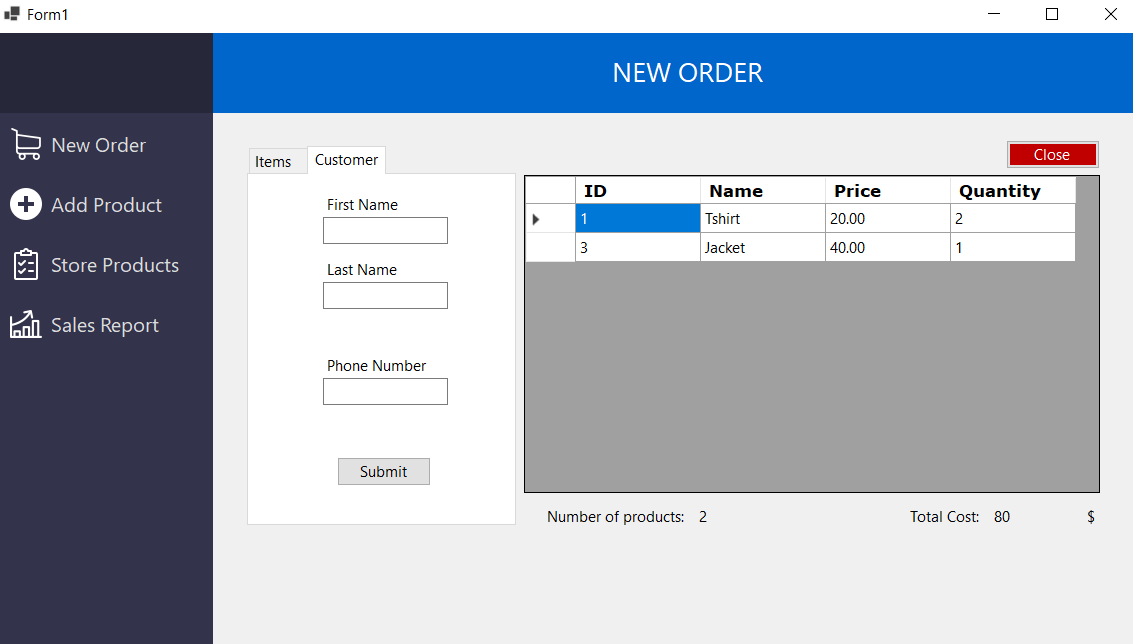 Form1
NEW ORDER
New Order
Add Product
Store Products
Sales Report
Items Customer
First Name
Last Name
Phone Number
Submit
Close
ID Name Price Quantity
1 Tshirt 20.00 2
3 Jacket 40.00 1
Number of products: 2 Total Cost: 80 $